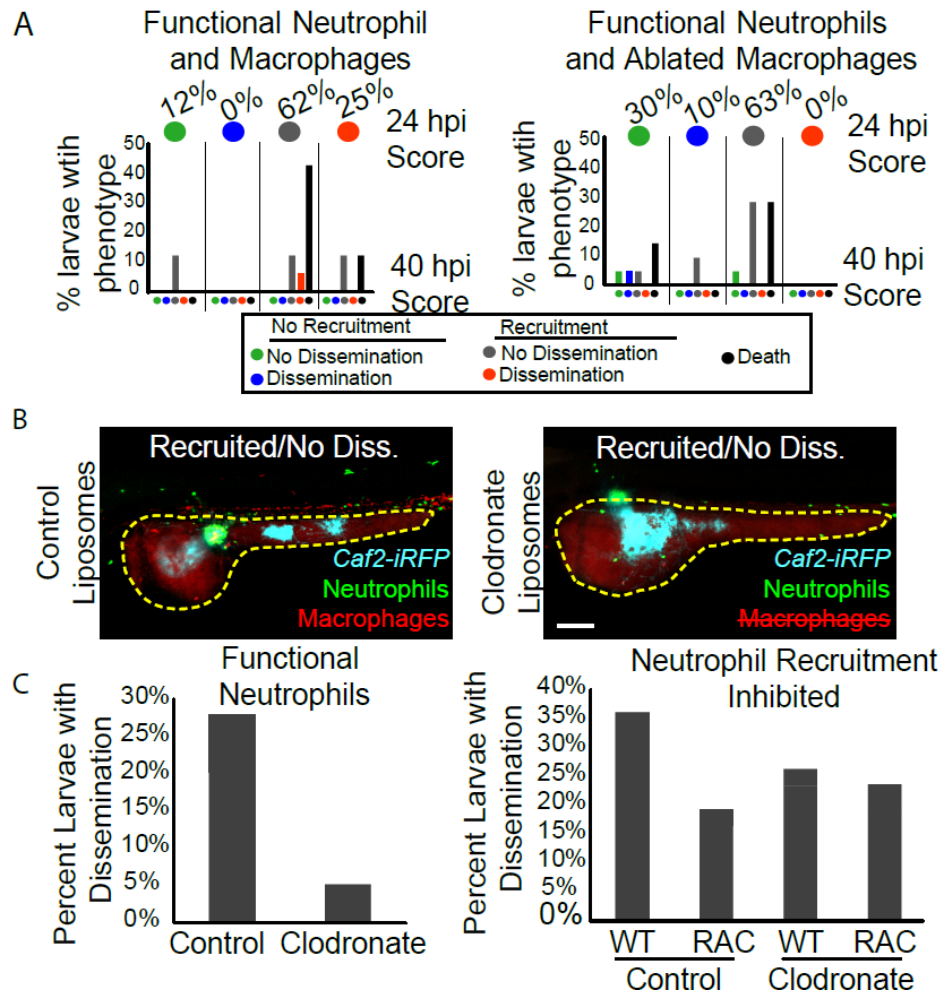 A
Functional Neutrophil
and Macrophages
12% 0% 62% 25%
24 hpi
Score
% larvae wtih
phenotype
50
40
30
20
10
0
40 hpi
Score
Functional Neutrophils
and Ablated Macrophages
30% 10% 63% 0%
24 hpi
Score
% larvae wtih
phenotype
50
40
30
20
10
0
40 hpi
Score
No Recruitment
Recruitment
No Dissemination
No Dissemination
Death
Dissemination
Dissemination
B
Control
Liposomes
Recruited/No Diss.
Caf2-iRFP
Neutrophils
Macrophages
Clodronate
Liposomes
Recruited/No Diss.
Caf2-iRFP
Neutrophils
Macrophages
C
Functional
Neutrophils
Percent Larvae with
Dissemination
30%
25%
20%
15%
10%
5%
0%
Control Clodronate
Neutrophil Recruitment
Inhibited
Percent Larvae with
Dissemination
40%
35%
30%
25%
20%
15%
10%
5%
0%
WT RAC WT RAC
Control Clodronate